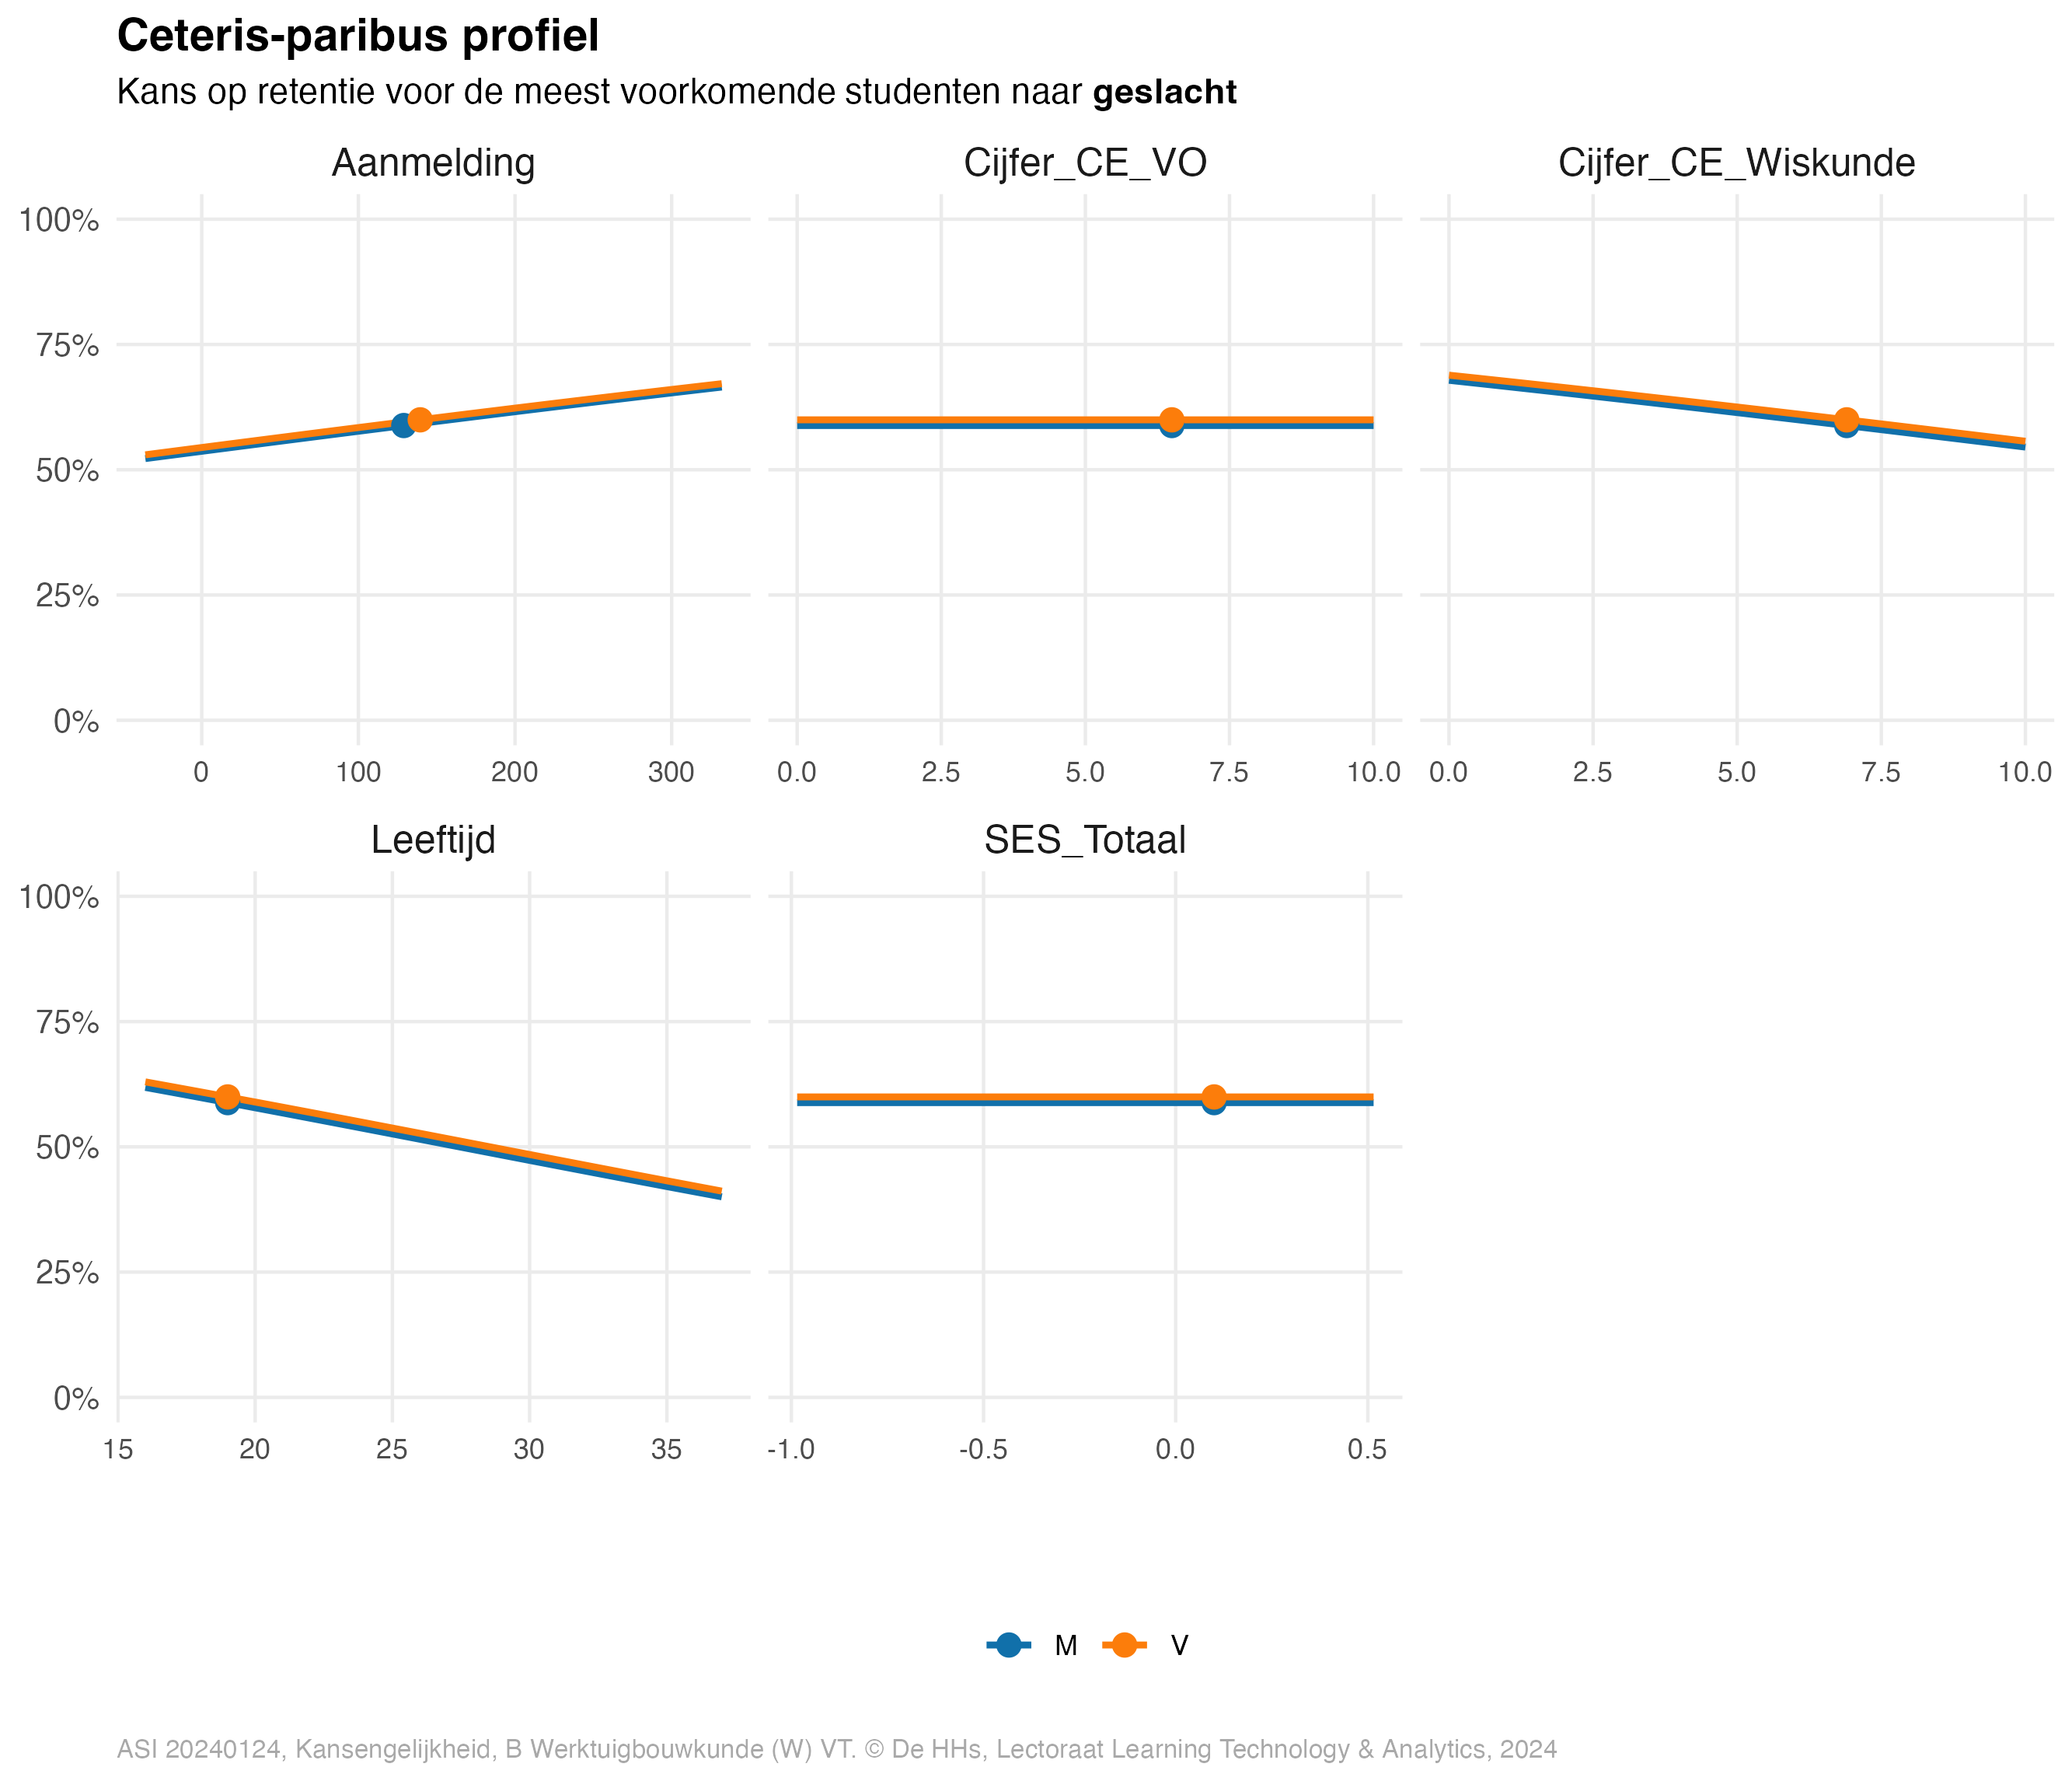 Ceteris-paribus profiel
Kans op retentie voor de meest voorkomende studenten naar geslacht
Aanmelding Cijfer_CE_VO Cijfer_CE_Wiskunde
100%
75%
50%
25%
0%
0 100 200 300 0.0 2.5 5.0 7.5 10.0 0.0 2.5 5.0 7.5 10.0
Leeftijd SES_Totaal
100%
75%
50%
25%
0%
15 20 25 30 35 -1.0 -0.5 0.0 0.5
M V
ASI 20240124, Kansengelijkheid, B Werktuigbouwkunde (W) VT. © De HHs, Lectoraat Learning Technology & Analytics, 2024